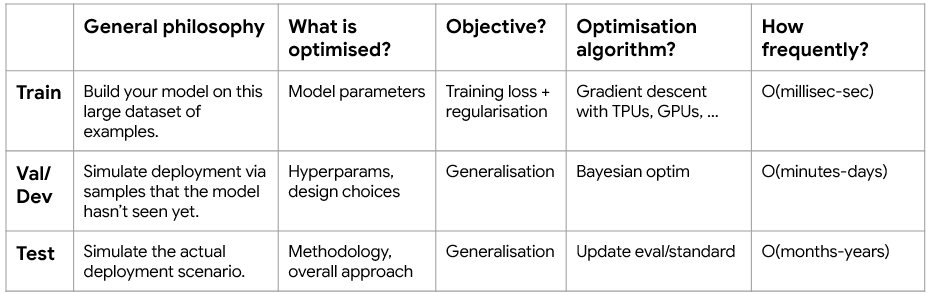 General philosophy
What is
optimised?
Objective?
Optimisation
algorithm?
How
frequently?
Train
Build your model on this
large dataset of
examples.
Model parameters
Training loss +
regularisation
Gradient descent
with TPUs, GPUs, ...
O(millisec-sec)
Val/
Dev
Simulate deployment via
samples that the model
hasn't seen yet.
Hyperparams,
design choices
Generalisation
Bayesian optim
O(minutes-days)
Test
Simulate the actual
deployment scenario.
Methodology,
overall approach
Generalisation
Update eval/standard
O(months-years)